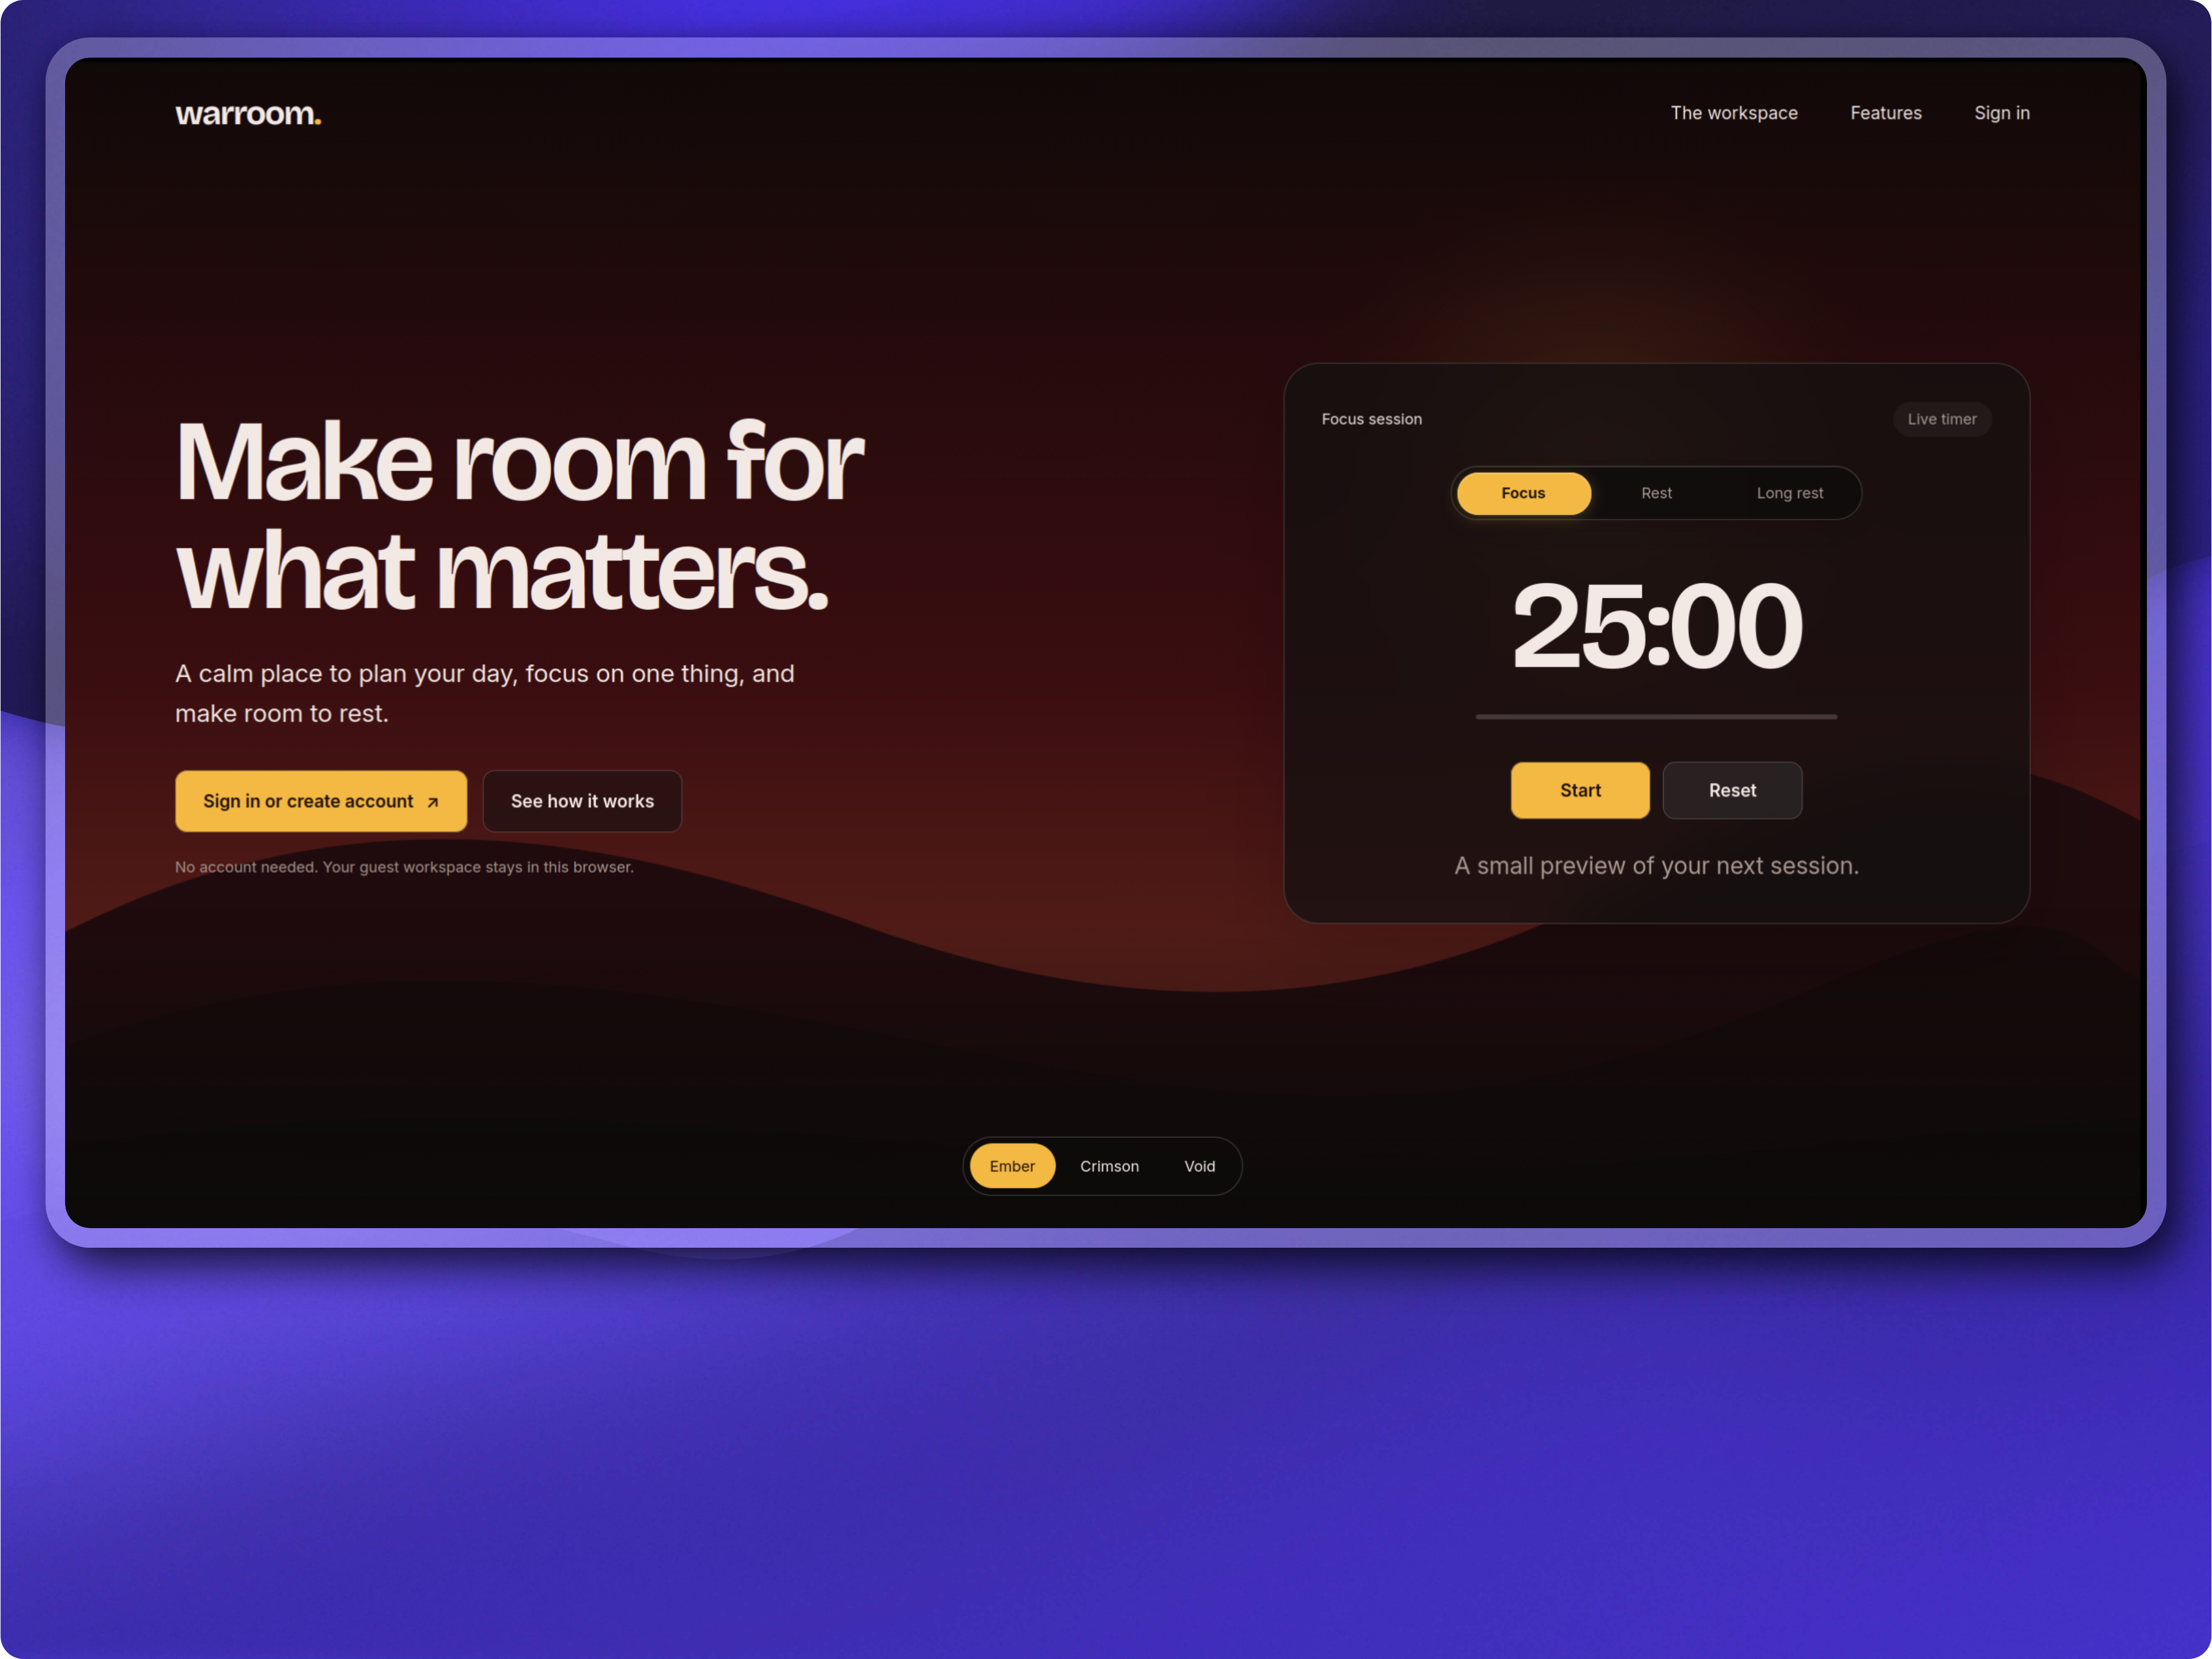 warroom.
The workspace
Features
Sign in
Make room for
what matters.
A calm place to plan your day, focus on one thing, and
make room to rest.
Sign in or create account ↗
See how it works
No account needed. Your guest workspace stays in this browser.
Focus session
Live timer
Focus
Rest
Long rest
25:00
Start
Reset
A small preview of your next session.
Ember
Crimson
Void